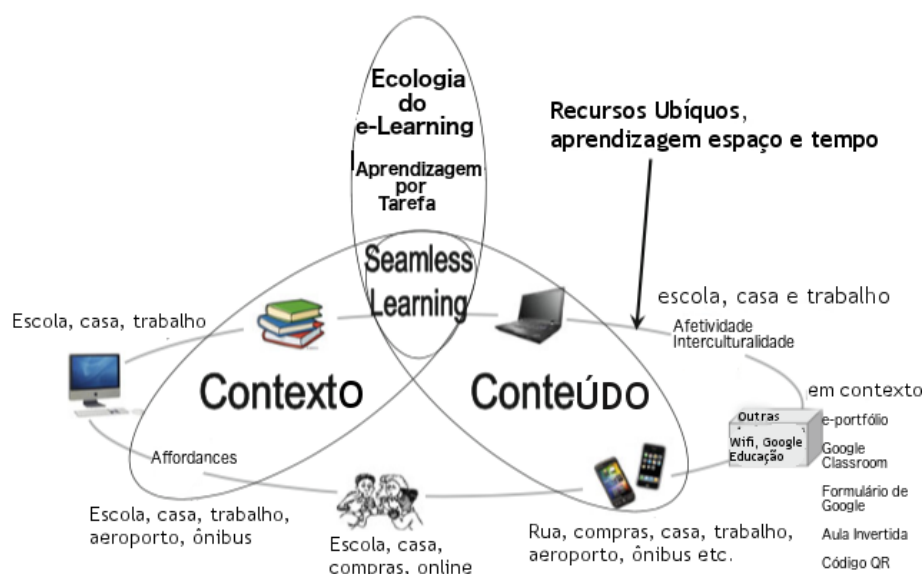 Ecologia
do
e-Learning
Aprendizagem
por
Tarefa
Recursos Ubíquos,
aprendizagem espaço e tempo
Seamless
Learning
Escola, casa, trabalho
escola, casa e trabalho
Afetividade
Interculturalidade
Contexto
Conteúdo
em contexto
Outras
Wifi, Google
Educação
e-portfólio
Google
Classroom
Formulário de
Google
Aula Invertida
Código QR
Affordances
Escola, casa, trabalho,
aeroporto, ônibus
Escola, casa,
compras, online
Rua, compras, casa, trabalho,
aeroporto, ônibus etc.